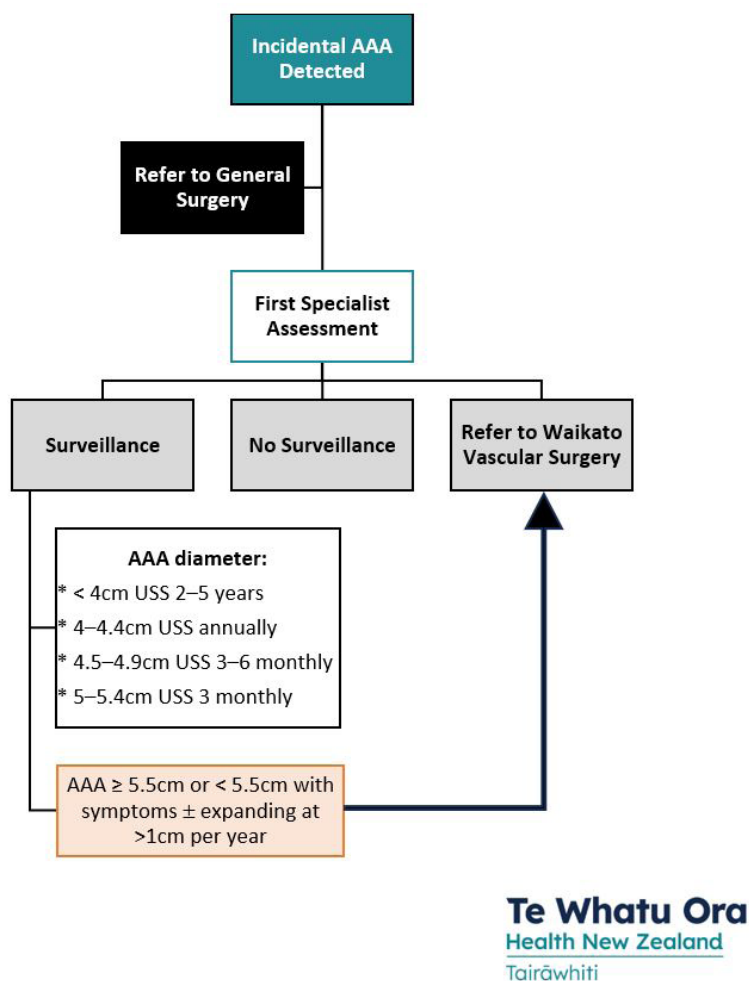 Incidental AAA
Detected
Refer to General
Surgery
First Specialist
Assessment
Surveillance
No Surveillance
Refer to Waikato
Vascular Surgery
AAA diameter:
* < 4cm USS 2–5 years
* 4–4.4cm USS annually
* 4.5–4.9cm USS 3–6 monthly
* 5–5.4cm USS 3 monthly
AAA ≥ 5.5cm or < 5.5cm with
symptoms ± expanding at
>1cm per year
Te Whatu Ora
Health New Zealand
Tairāwhiti